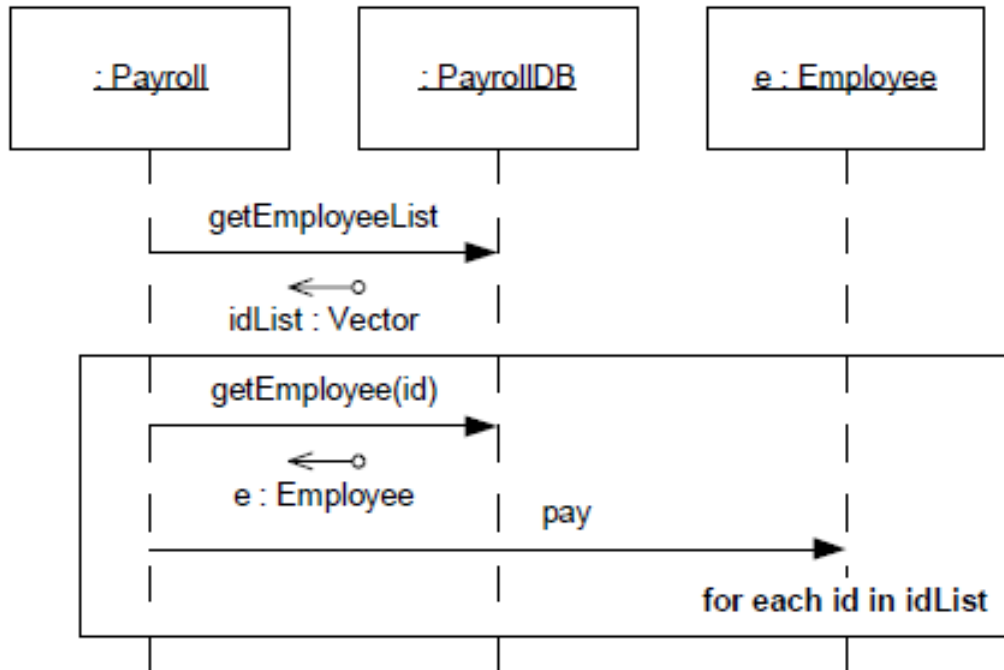 : Payroll
: PayrollDB
e : Employee
getEmployeeList
idList : Vector
getEmployee(id)
e : Employee
pay
for each id in idList